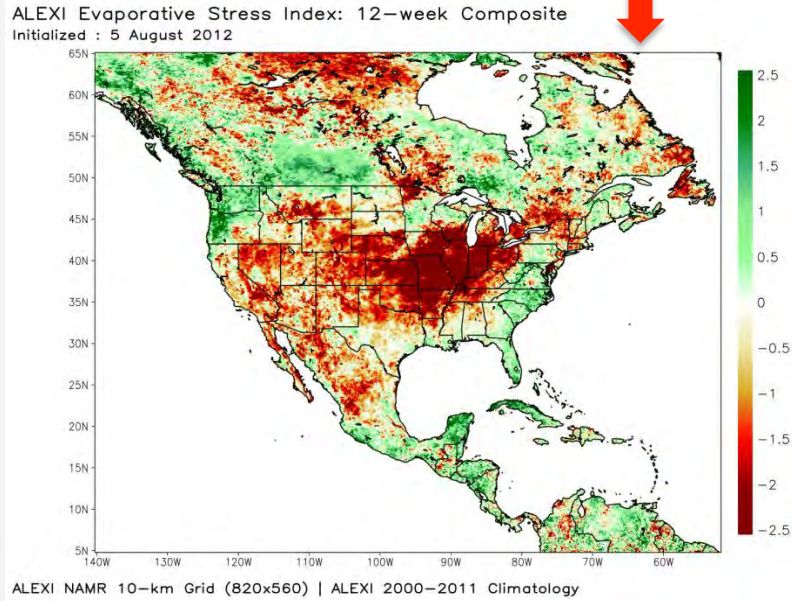 ALEXI Evaporative Stress Index: 12-week Composite
Initialized : 5 August 2012
65N
60N
55N
50N
45N
40N
35N
30N
25N
20N
15N
10N
5N
140W 130W 120W 110W 100W 90W 80W 70W 60W
2.5
2
1.5
1
0.5
0
-0.5
-1
-1.5
-2
-2.5
ALEXI NAMR 10-km Grid (820x560) | ALEXI 2000-2011 Climatology